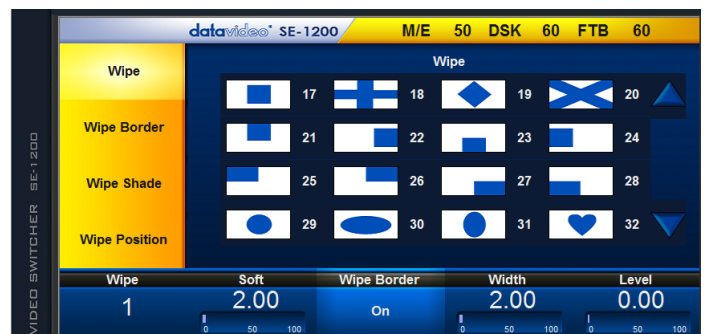 datavideo SE-1200 M/E 50 DSK 60 FTB 60
Wipe
Wipe Border
Wipe Shade
Wipe Position
Wipe
17 18 19 20
21 22 23 24
25 26 27 28
29 30 31 32
Wipe Soft Wipe Border Width Level
1 2.00 On 2.00 0.00
0 50 100 0 50 100 0 50 100
VIDEO SWITCHER SE-1200